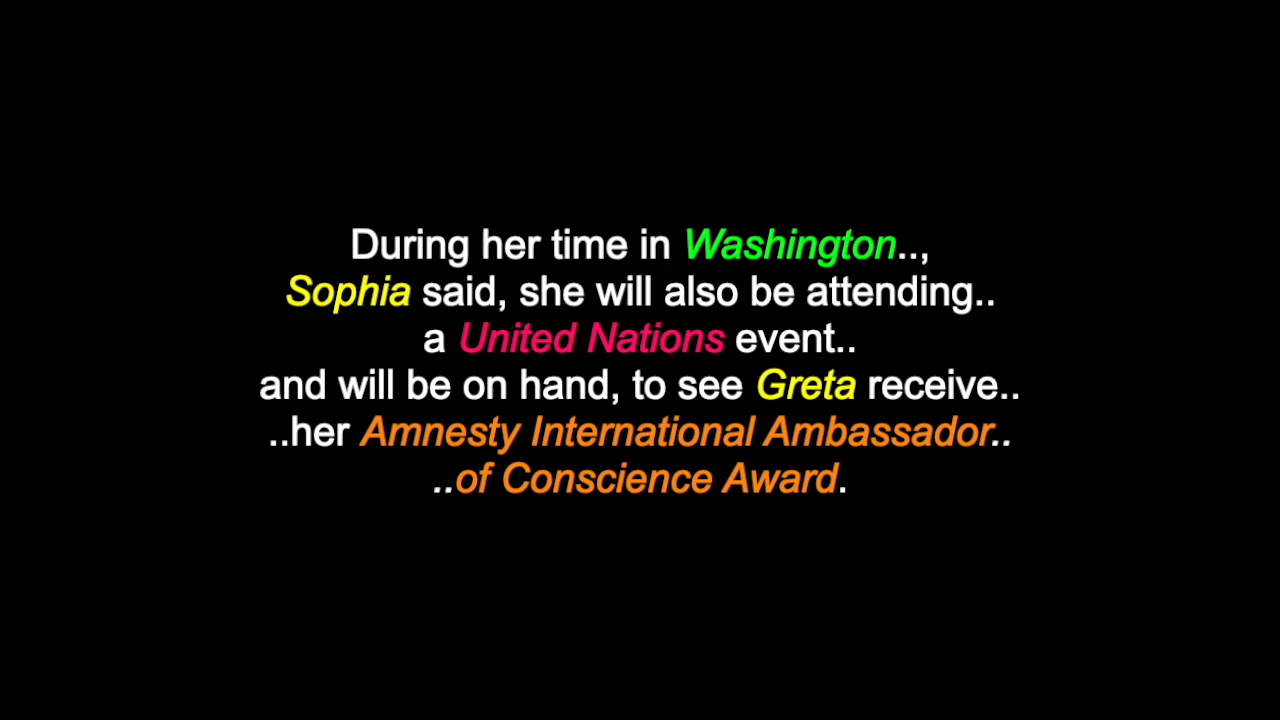 During her time in Washington..,
Sophia said, she will also be attending..
a United Nations event..
and will be on hand, to see Greta receive..
..her Amnesty International Ambassador..
..of Conscience Award.